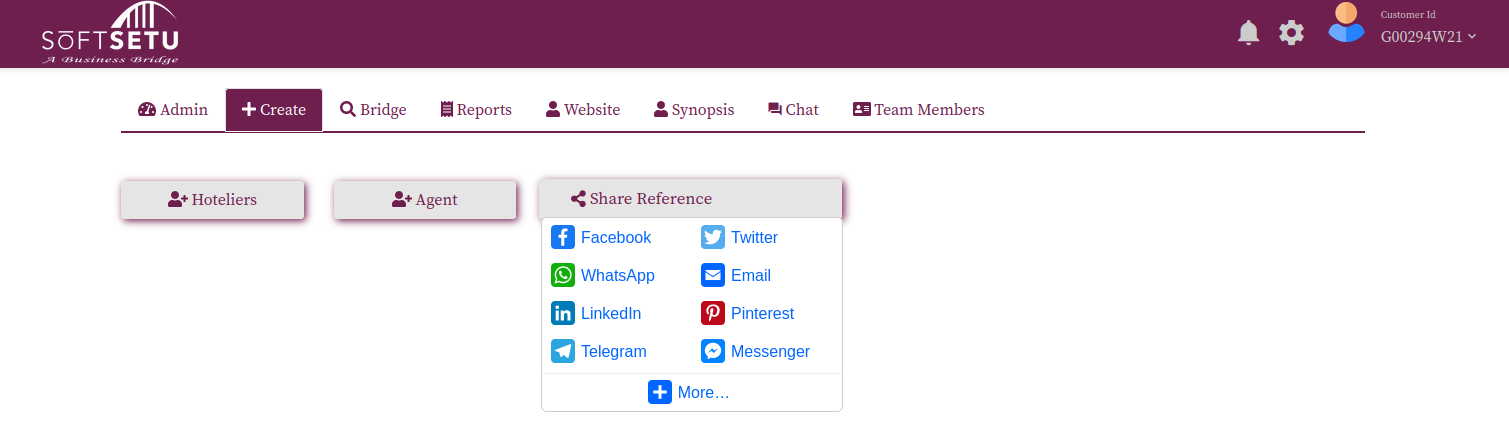 SOFTSETU
A Business Bridge
Customer Id
G00294W21
Admin
Create
Bridge
Reports
Website
Synopsis
Chat
Team Members
Hoteliers
Agent
Share Reference
Facebook
Twitter
WhatsApp
Email
LinkedIn
Pinterest
Telegram
Messenger
More...